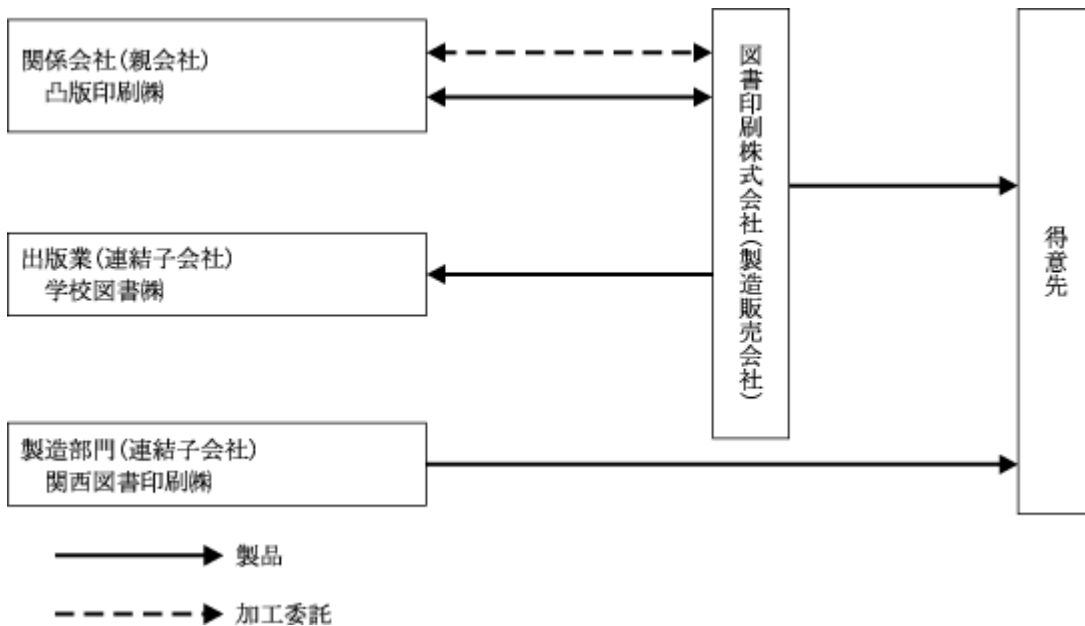 関係会社(親会社)
凸版印刷㈱
図書印刷株式会社(製造販売会社)
得意先
出版業(連結子会社)
学校図書㈱
製造部門(連結子会社)
関西図書印刷㈱
製品
加工委託